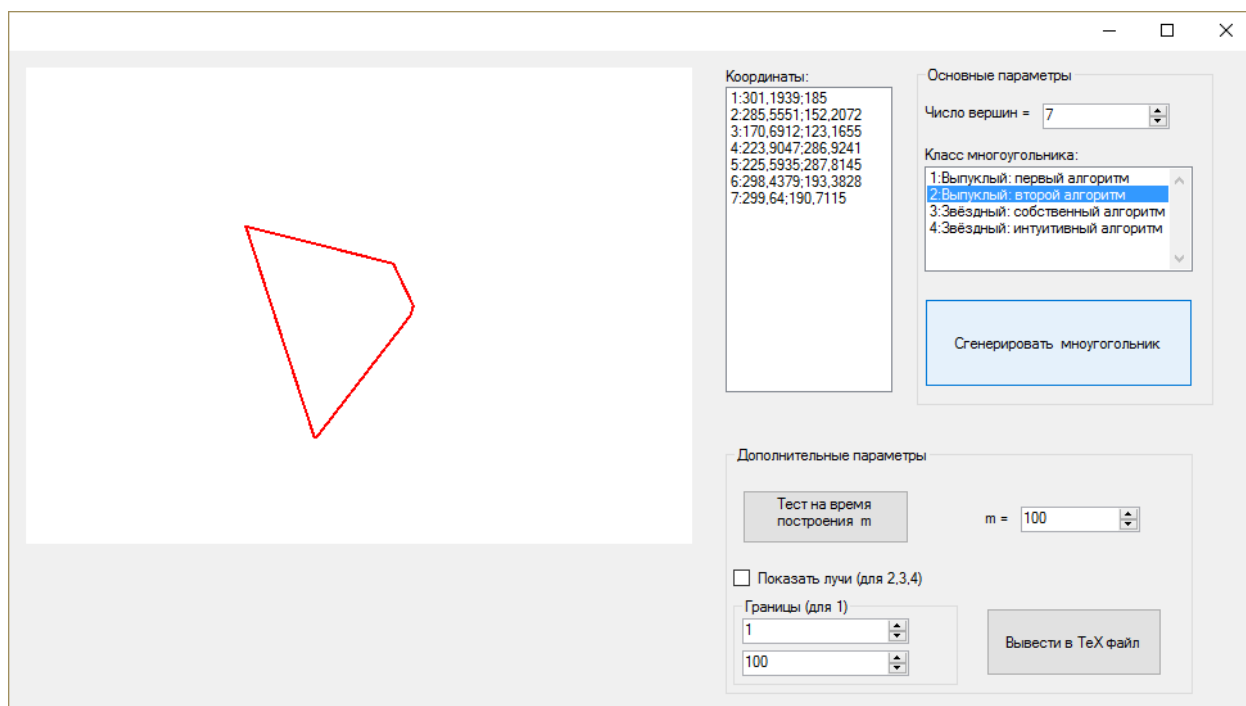 Координаты:
1:301,1939;185
2:285,5551;152,2072
3:170,6912;123,1655
4:223,9047;286,9241
5:225,5935;287,8145
6:298,4379;193,3828
7:299,64;190,7115
Основные параметры
Число вершин = 7
Класс многоугольника:
1:Выпуклый: первый алгоритм
2:Выпуклый: второй алгоритм
3:Звёздный: собственный алгоритм
4:Звёздный: интуитивный алгоритм
Сгенерировать мноугогольник
Дополнительные параметры
Тест на время
построения m
m = 100
Показать лучи (для 2,3,4)
Границы (для 1)
1
100
Вывести в TeX файл